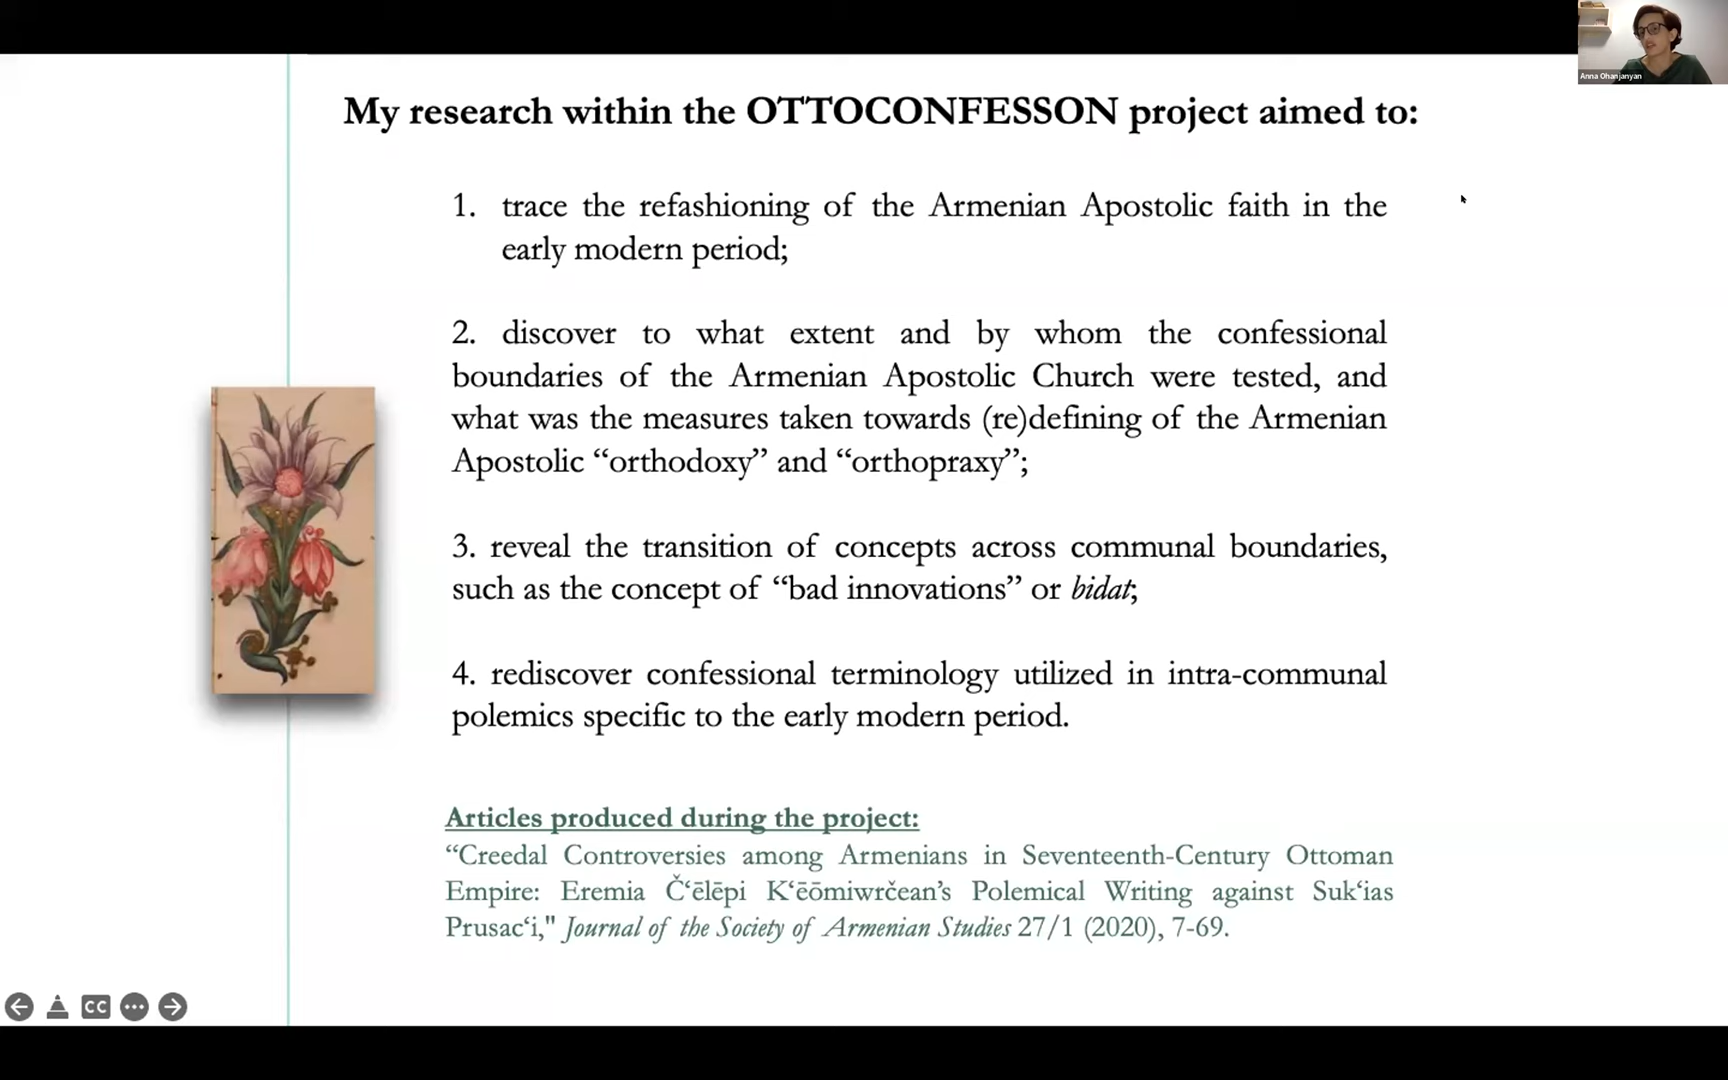 Anna Ohanjanyan
My research within the OTTOCONFESSON project aimed to:
1. trace the refashioning of the Armenian Apostolic faith in the
early modern period;
2. discover to what extent and by whom the confessional
boundaries of the Armenian Apostolic Church were tested, and
what was the measures taken towards (re)defining of the Armenian
Apostolic “orthodoxy” and “orthopraxy”;
3. reveal the transition of concepts across communal boundaries,
such as the concept of “bad innovations” or bidat;
4. rediscover confessional terminology utilized in intra-communal
polemics specific to the early modern period.
Articles produced during the project:
“Creedal Controversies among Armenians in Seventeenth-Century Ottoman
Empire: Eremia Č‘ēlēpi K‘ēōmiwrčean’s Polemical Writing against Suk‘ias
Prusac‘i," Journal of the Society of Armenian Studies 27/1 (2020), 7-69.
CC